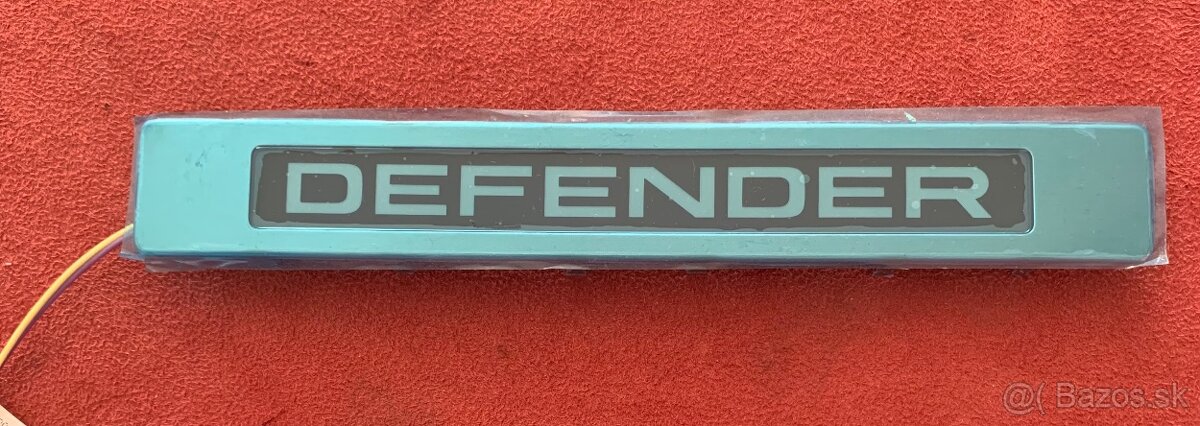 DEFENDER
@( Bazos.sk